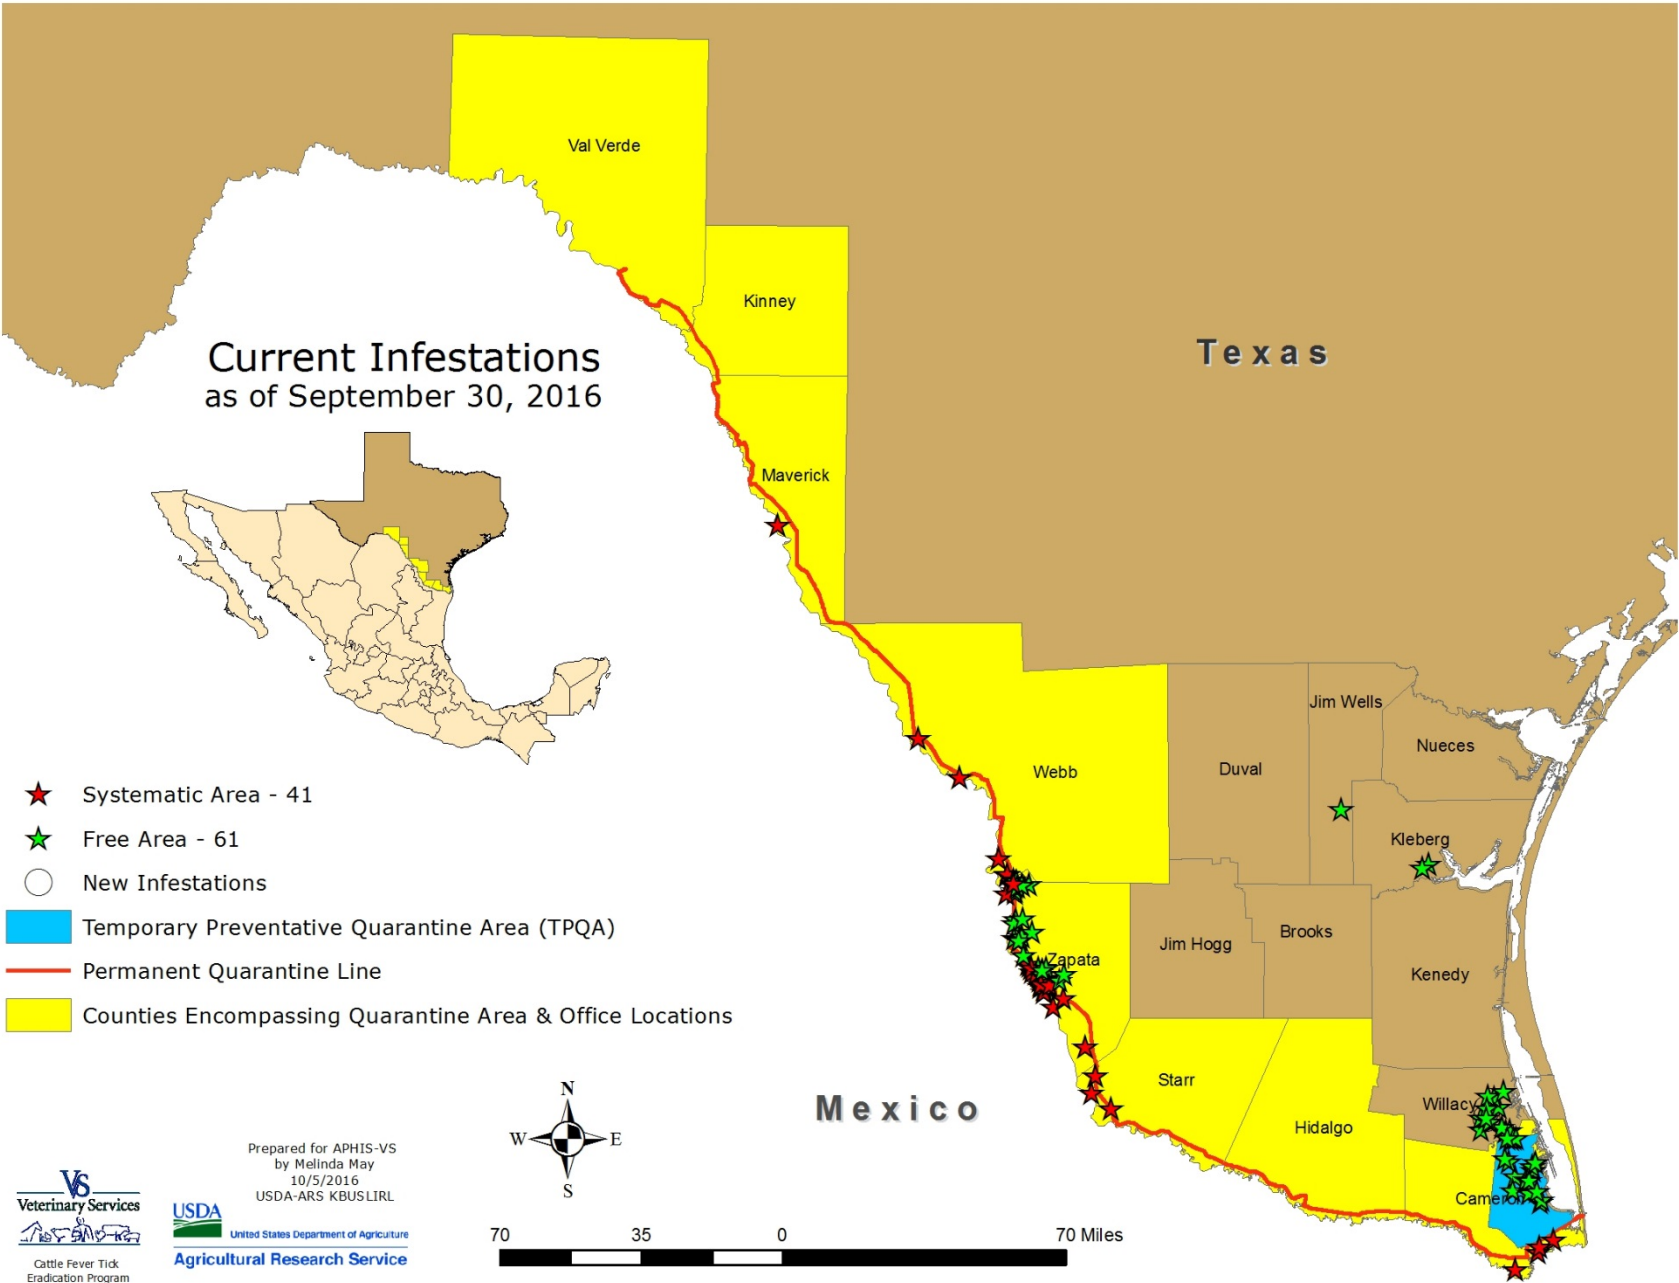 Val Verde
Kinney
Texas
Current Infestations
as of September 30, 2016
Maverick
Jim Wells
Nueces
Webb
Duval
Systematic Area - 41
Free Area - 61
Kleberg
New Infestations
Temporary Preventative Quarantine Area (TPQA)
Brooks
Jim Hogg
Zapata
Permanent Quarantine Line
Kenedy
Counties Encompassing Quarantine Area & Office Locations
Starr
Mexico
Willacy
Hidalgo
Cameron
N
W
E
S
Prepared for APHIS-VS
by Melinda May
10/5/2016
USDA-ARS KBUSLIRL
VS
Veterinary Services
Cattle Fever Tick
Eradication Program
USDA
United States Department of Agriculture
Agricultural Research Service
70 35 0 70 Miles